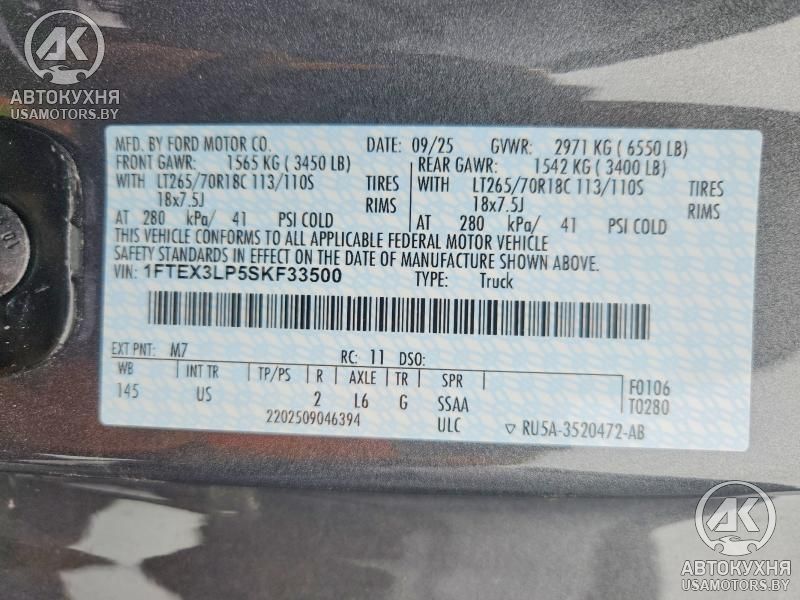 AK
АВТОКУХНЯ
USAMOTORS.BY
MFD. BY FORD MOTOR CO. DATE: 09/25 GVWR: 2971 KG ( 6550 LB)
FRONT GAWR: 1565 KG ( 3450 LB) REAR GAWR: 1542 KG ( 3400 LB)
WITH LT265/70R18C 113/110S TIRES WITH LT265/70R18C 113/110S TIRES
18x7.5J RIMS 18x7.5J RIMS
AT 280 kPa/ 41 PSI COLD AT 280 kPa/ 41 PSI COLD
THIS VEHICLE CONFORMS TO ALL APPLICABLE FEDERAL MOTOR VEHICLE
SAFETY STANDARDS IN EFFECT ON THE DATE OF MANUFACTURE SHOWN ABOVE.
VIN: 1FTEX3LP5SKF33500 TYPE: Truck
EXT PNT: M7 RC: 11 DSO:
WB INT TR TP/PS R AXLE TR SPR F0106
145 US 2 L6 G SSAA T0280
2202509046394 ULC ▽ RU5A-3520472-AB
AK
АВТОКУХНЯ
USAMOTORS.BY